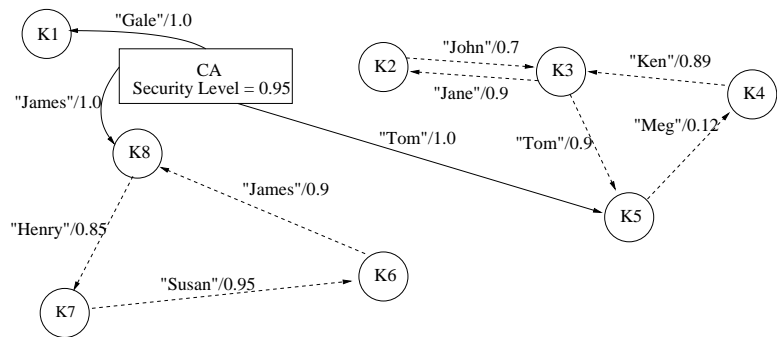 "Gale"/1.0
K1
CA
Security Level = 0.95
"James"/1.0
K2
"John"/0.7
"Jane"/0.9
K3
"Ken"/0.89
K4
"Meg"/0.12
"Tom"/0.9
"Tom"/1.0
K5
K8
"James"/0.9
"Henry"/0.85
"Susan"/0.95
K6
K7